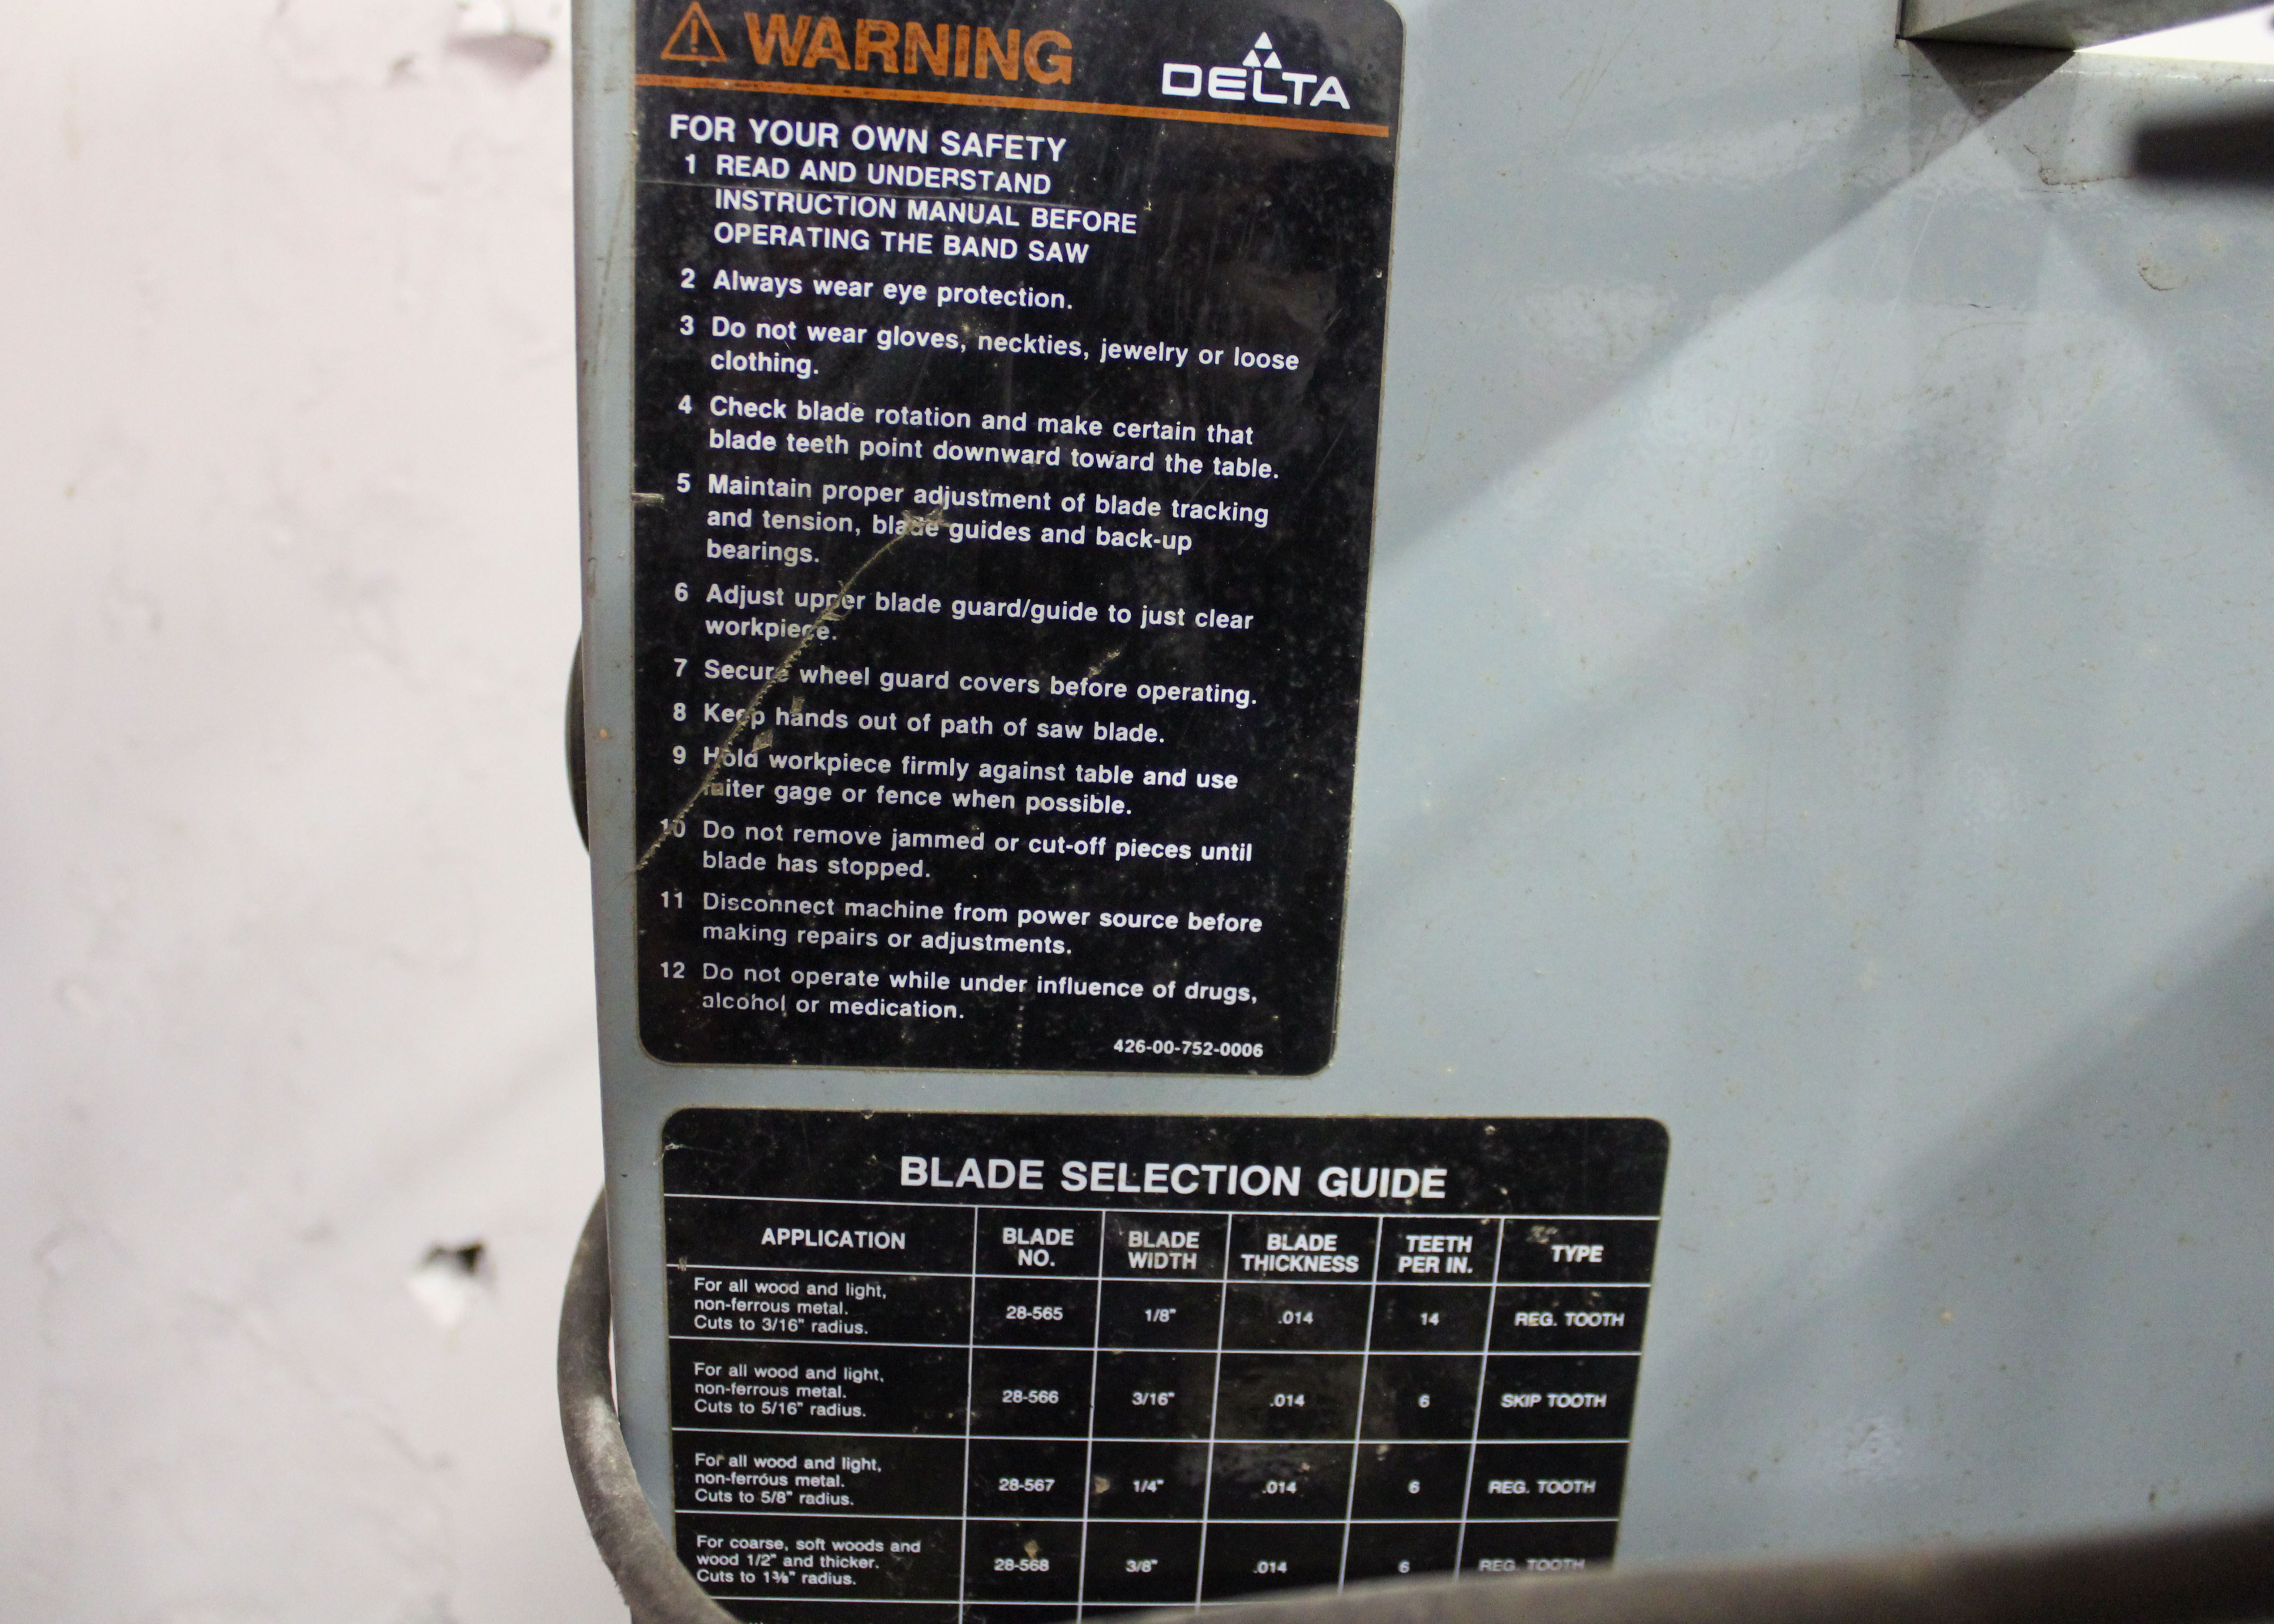 WARNING
DELTA
FOR YOUR OWN SAFETY
1 READ AND UNDERSTAND
INSTRUCTION MANUAL BEFORE
OPERATING THE BAND SAW
2 Always wear eye protection.
3 Do not wear gloves, neckties, jewelry or loose
clothing.
4 Check blade rotation and make certain that
blade teeth point downward toward the table.
5 Maintain proper adjustment of blade tracking
and tension, blade guides and back-up
bearings.
6 Adjust upper blade guard/guide to just clear
workpiece.
7 Secure wheel guard covers before operating.
8 Keep hands out of path of saw blade.
9 Hold workpiece firmly against table and use
miter gage or fence when possible.
10 Do not remove jammed or cut-off pieces until
blade has stopped.
11 Disconnect machine from power source before
making repairs or adjustments.
12 Do not operate while under influence of drugs,
alcohol or medication.
426-00-752-0006
BLADE SELECTION GUIDE
APPLICATION BLADE NO. BLADE WIDTH BLADE THICKNESS TEETH PER IN. TYPE
For all wood and light,
non-ferrous metal.
Cuts to 3/16" radius.
28-565 1/8" .014 14 REG. TOOTH
For all wood and light,
non-ferrous metal.
Cuts to 5/16" radius.
28-566 3/16" .014 6 SKIP TOOTH
For all wood and light,
non-ferrous metal.
Cuts to 5/8" radius.
28-567 1/4" .014 6 REG. TOOTH
For coarse, soft woods and
wood 1/2" and thicker.
Cuts to 1⅜" radius.
28-568 3/8" .014 6 REG. TOOTH